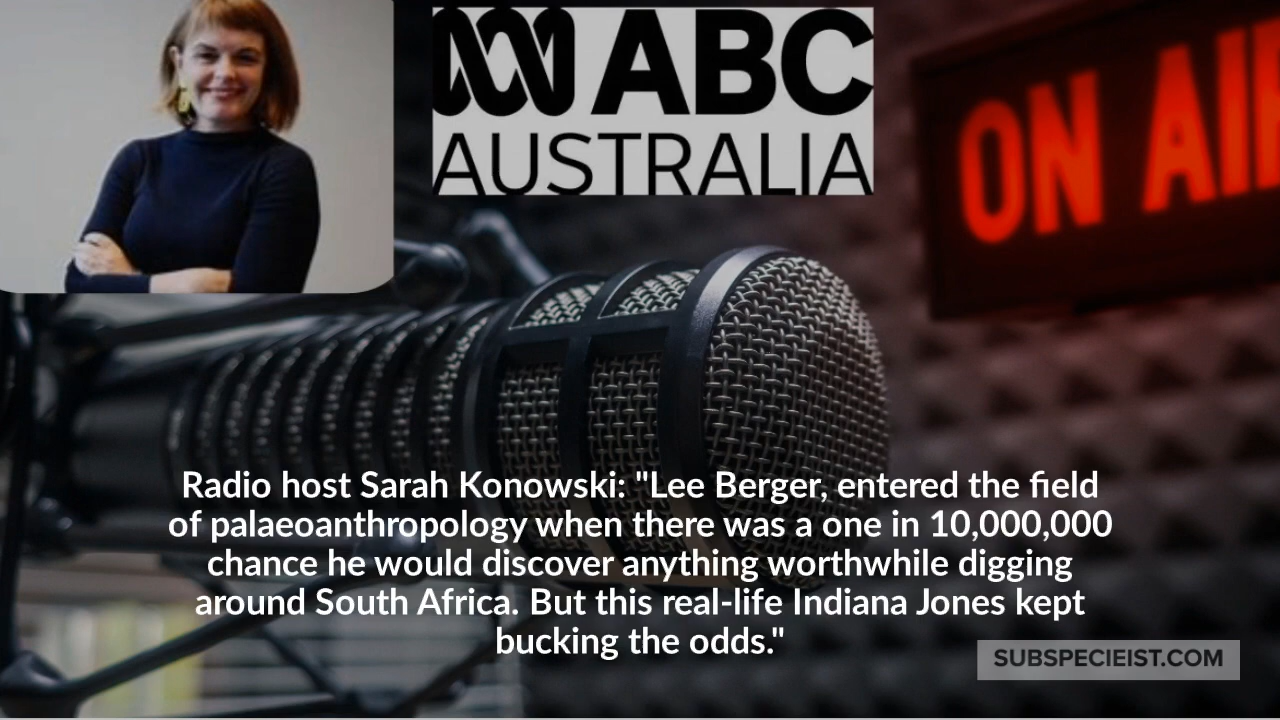 ABC
AUSTRALIA
ON AI
Radio host Sarah Konowski: "Lee Berger, entered the field
of palaeoanthropology when there was a one in 10,000,000
chance he would discover anything worthwhile digging
around South Africa. But this real-life Indiana Jones kept
bucking the odds."
SUBSPECIEIST.COM